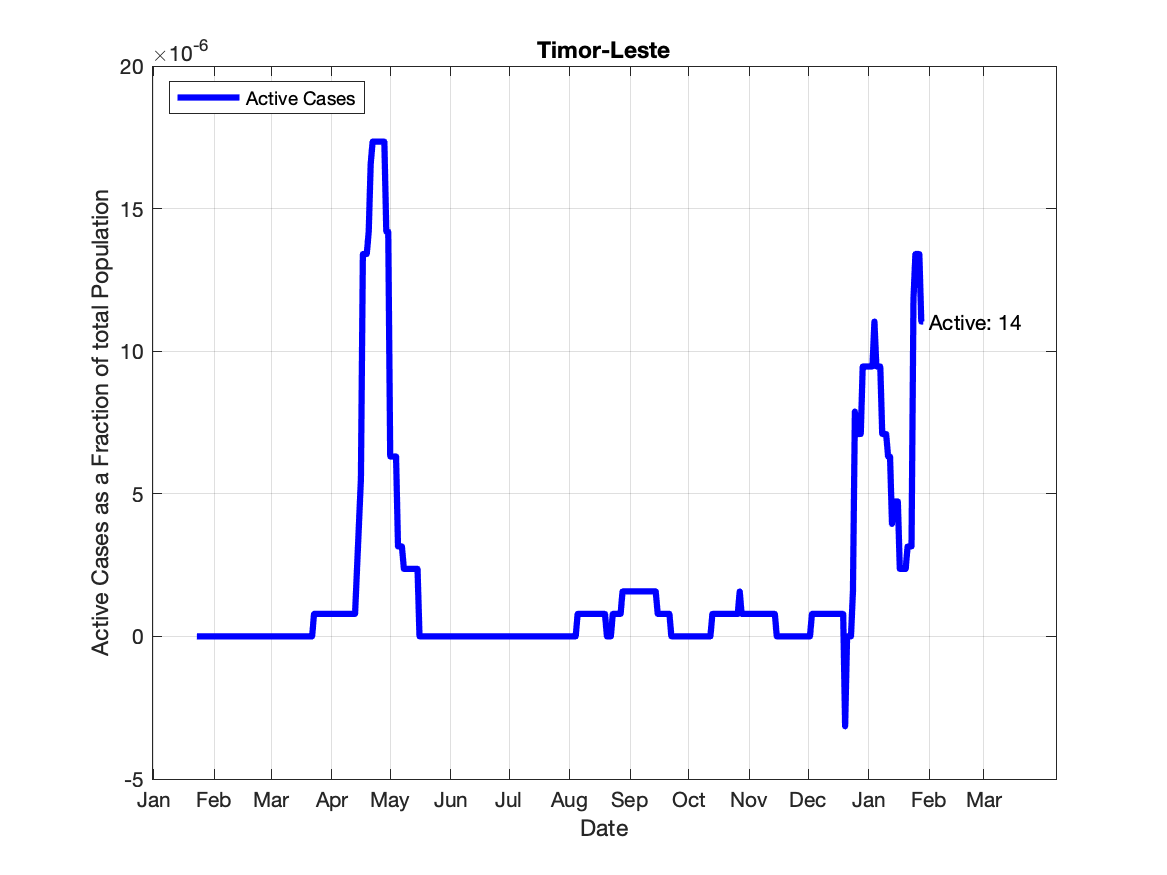 Timor-Leste
×10-6
20
15
10
5
0
-5
Active Cases
Active: 14
Active Cases as a Fraction of total Population
Jan Feb Mar Apr May Jun Jul Aug Sep Oct Nov Dec Jan Feb Mar
Date